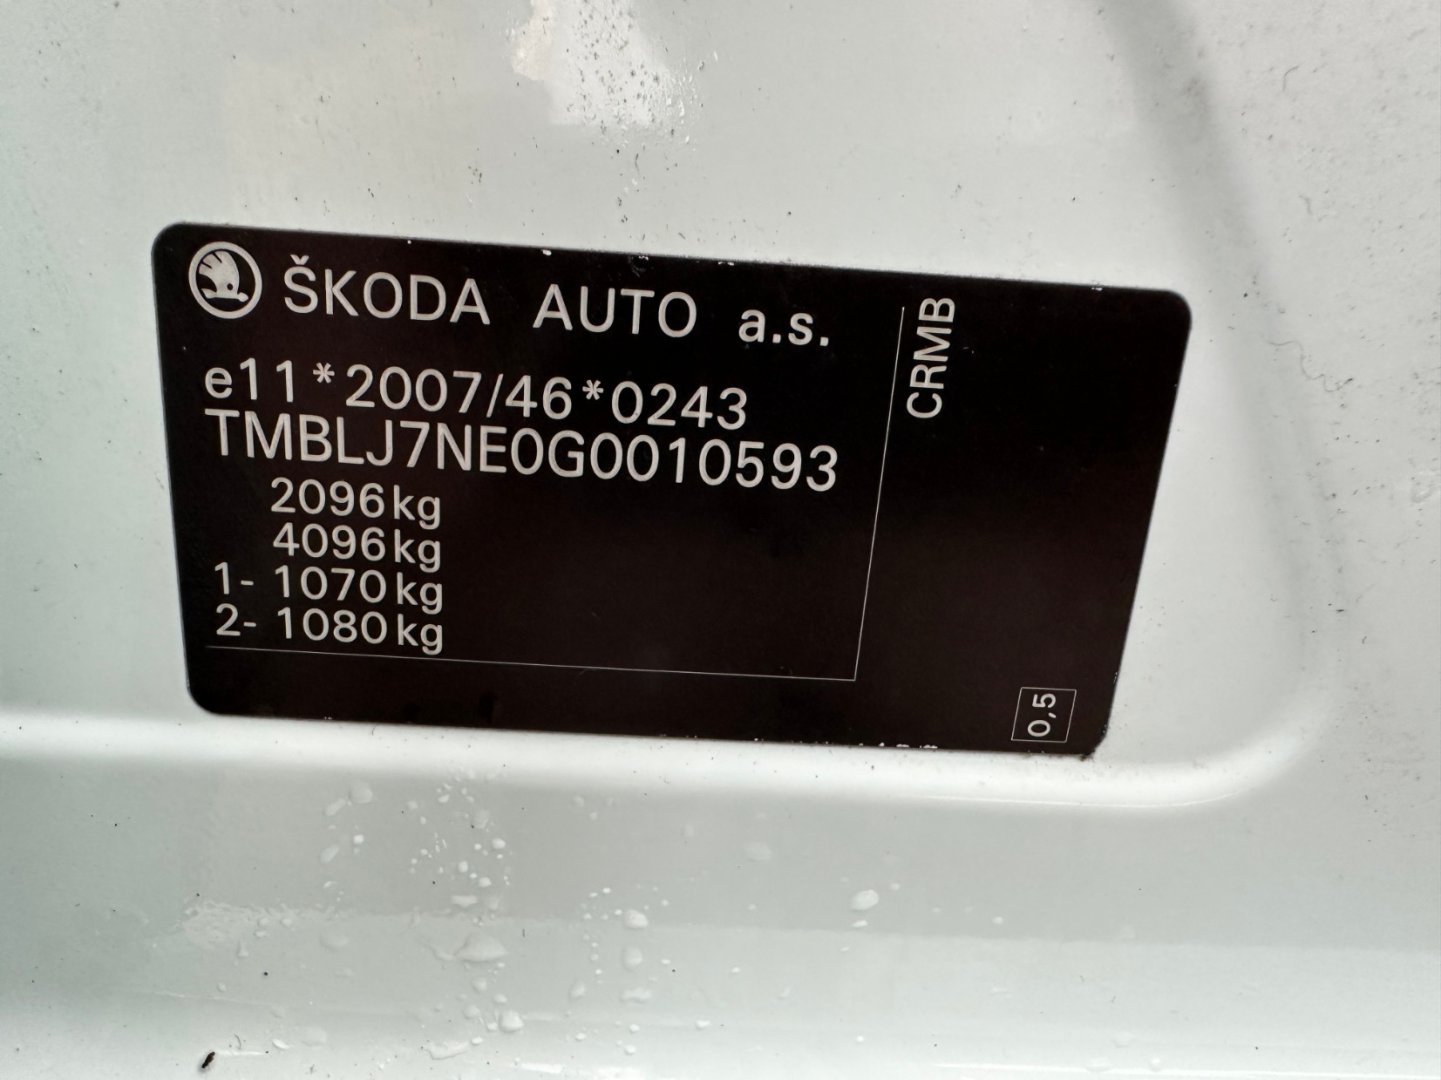 ŠKODA AUTO a.s.
e11*2007/46*0243
TMBLJ7NE0G0010593
2096kg
4096kg
1- 1070kg
2- 1080kg
CRMB
0,5